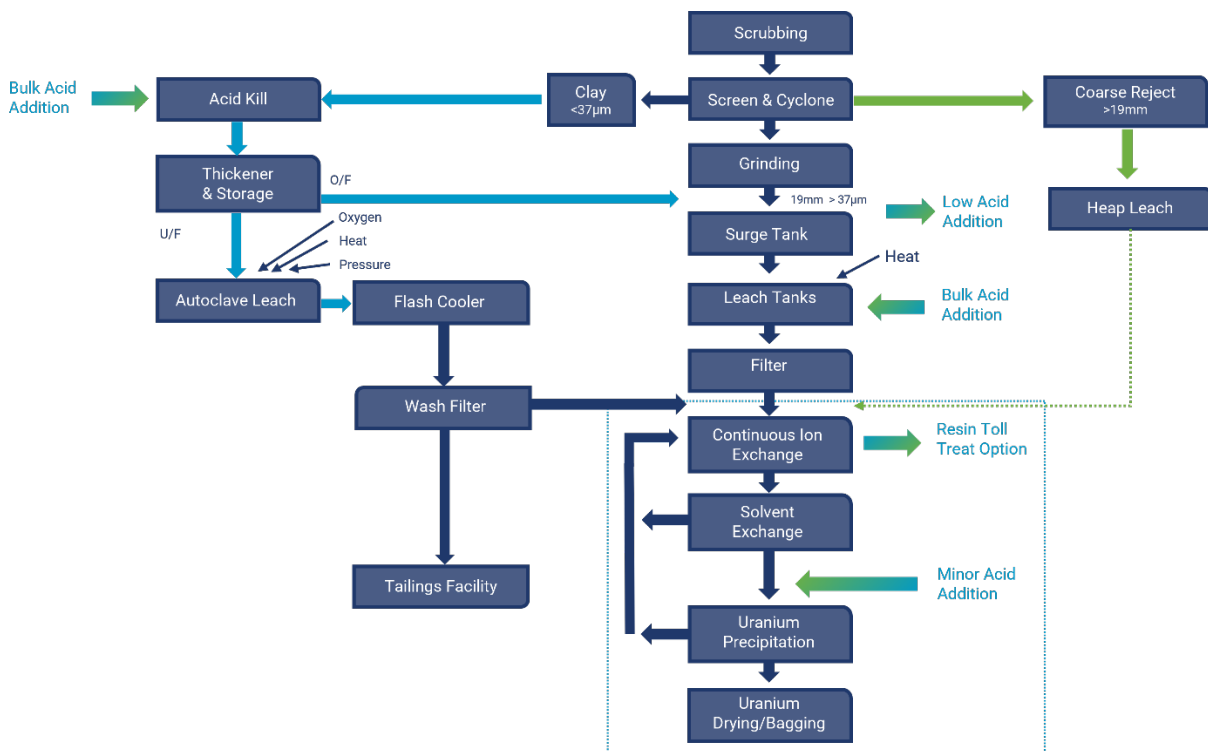 Scrubbing
Bulk Acid
Addition
Acid Kill
Clay
<37µm
Screen & Cyclone
Coarse Reject
>19mm
Thickener
& Storage
O/F
Grinding
19mm > 37µm
Low Acid
Addition
Heap Leach
U/F
Oxygen
Heat
Pressure
Surge Tank
Heat
Autoclave Leach
Flash Cooler
Leach Tanks
Bulk Acid
Addition
Filter
Wash Filter
Continuous Ion
Exchange
Resin Toll
Treat Option
Solvent
Exchange
Tailings Facility
Minor Acid
Addition
Uranium
Precipitation
Uranium
Drying/Bagging